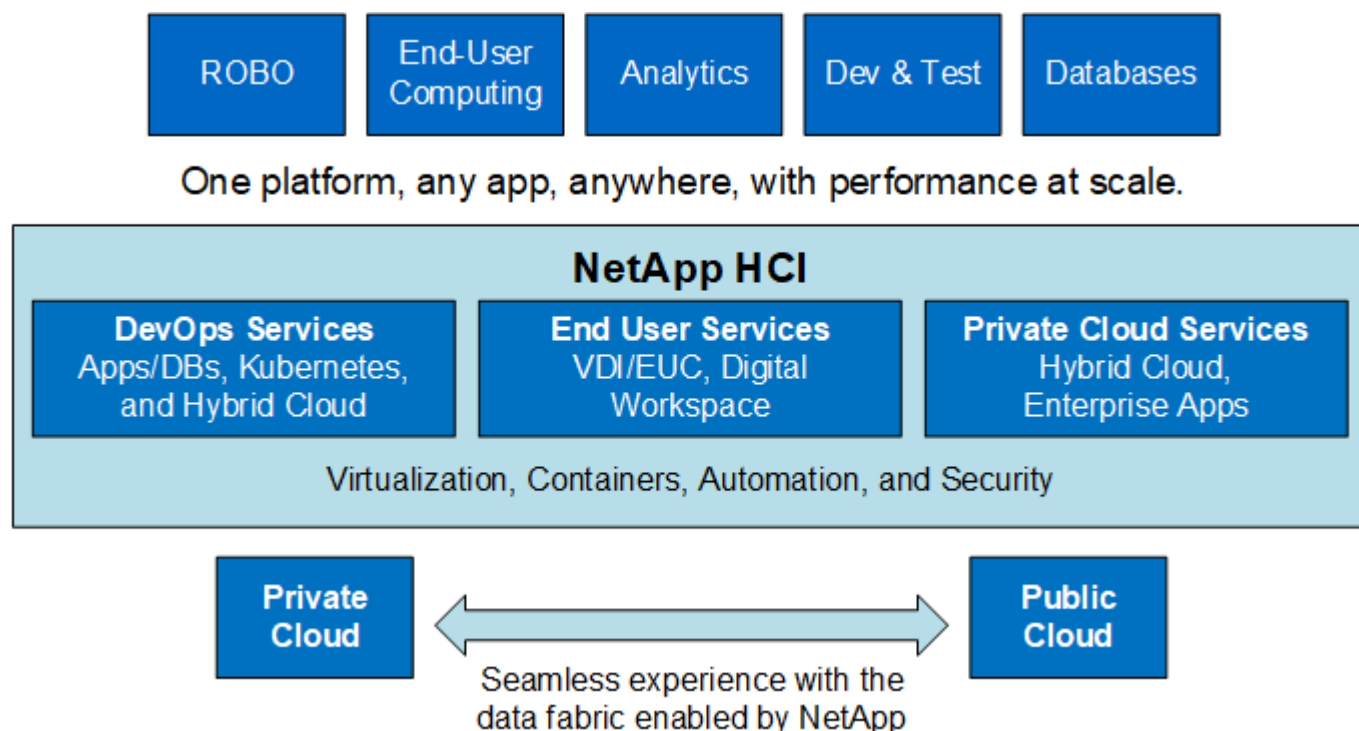 ROBO
End-User
Computing
Analytics
Dev & Test
Databases
One platform, any app, anywhere, with performance at scale.
NetApp HCI
DevOps Services
Apps/DBs, Kubernetes,
and Hybrid Cloud
End User Services
VDI/EUC, Digital
Workspace
Private Cloud Services
Hybrid Cloud,
Enterprise Apps
Virtualization, Containers, Automation, and Security
Private
Cloud
Public
Cloud
Seamless experience with the
data fabric enabled by NetApp